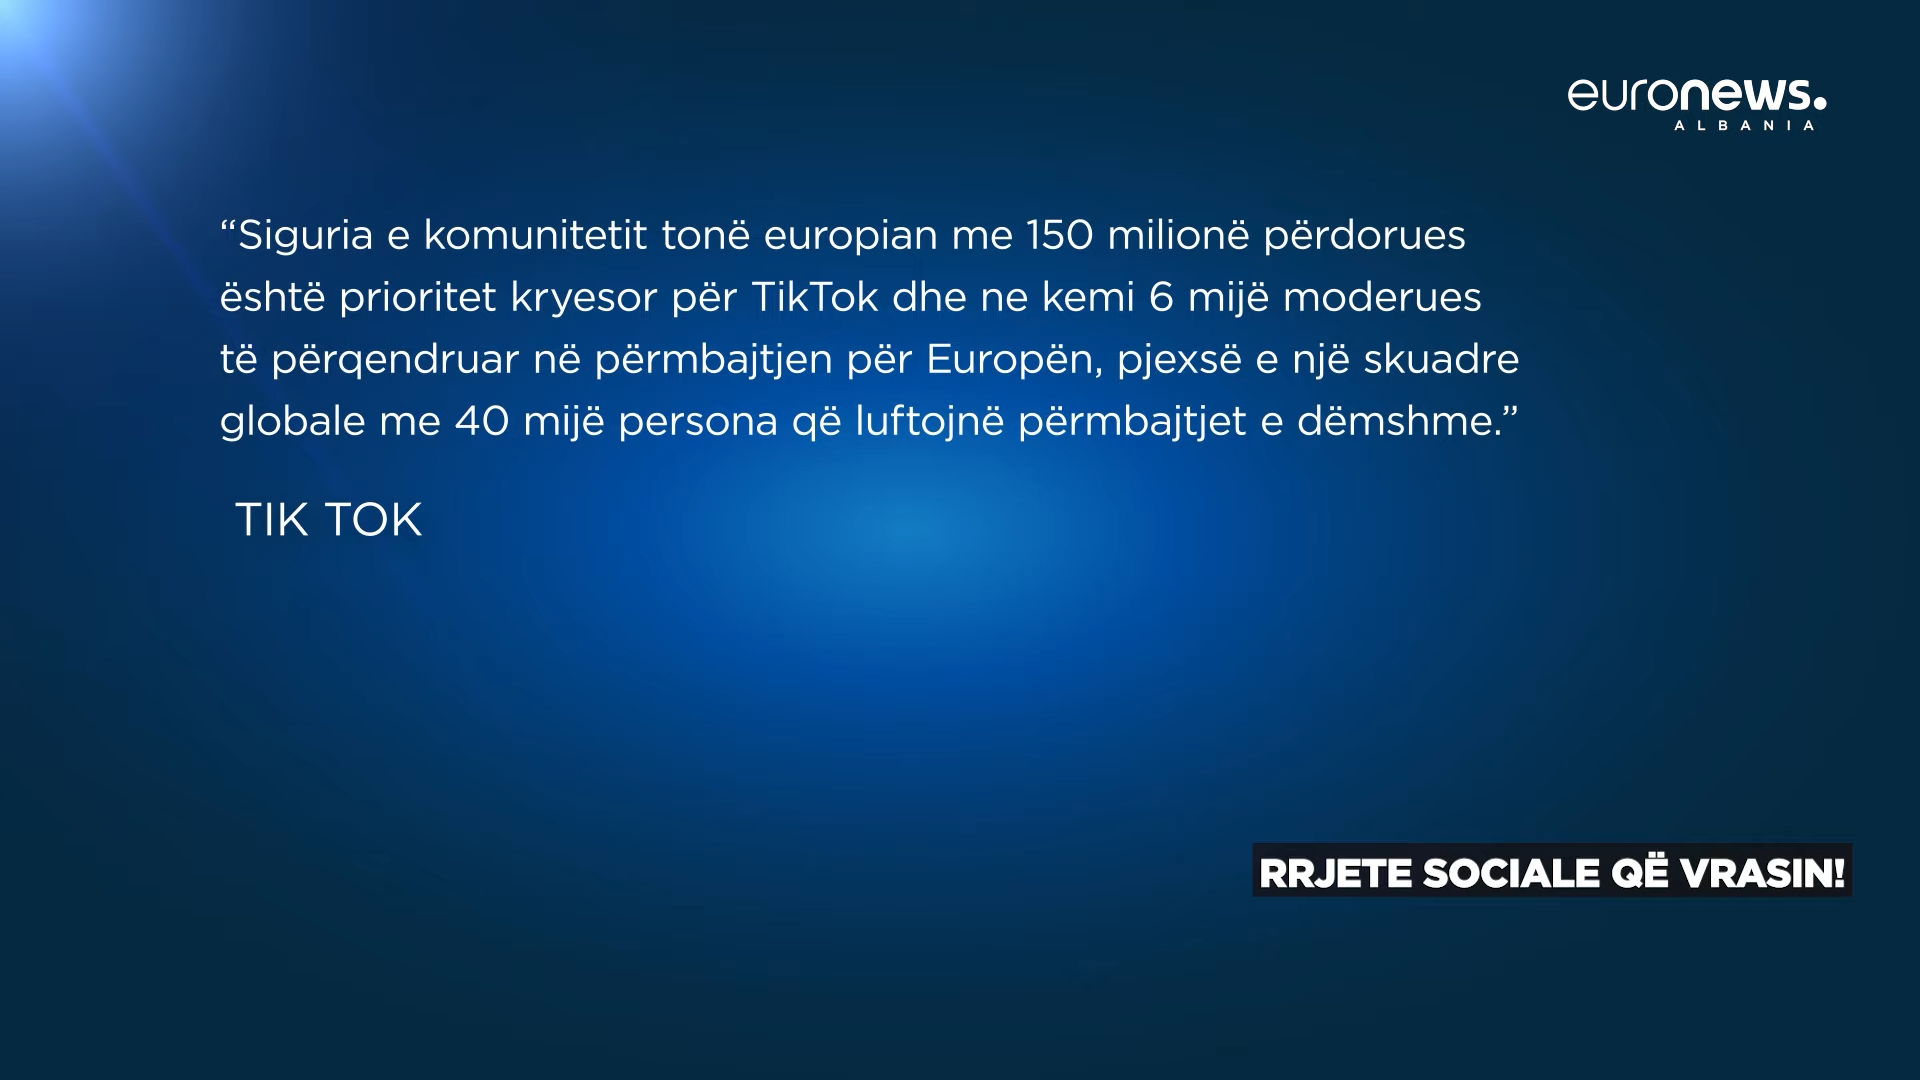 euronews.
ALBANIA
“Siguria e komunitetit tonë europian me 150 milionë përdorues
është prioritet kryesor për TikTok dhe ne kemi 6 mijë moderues
të përqendruar në përmbajtjen për Europën, pjexsë e një skuadre
globale me 40 mijë persona që luftojnë përmbajtjet e dëmshme.”
TIK TOK
RRJETE SOCIALE QË VRASIN!